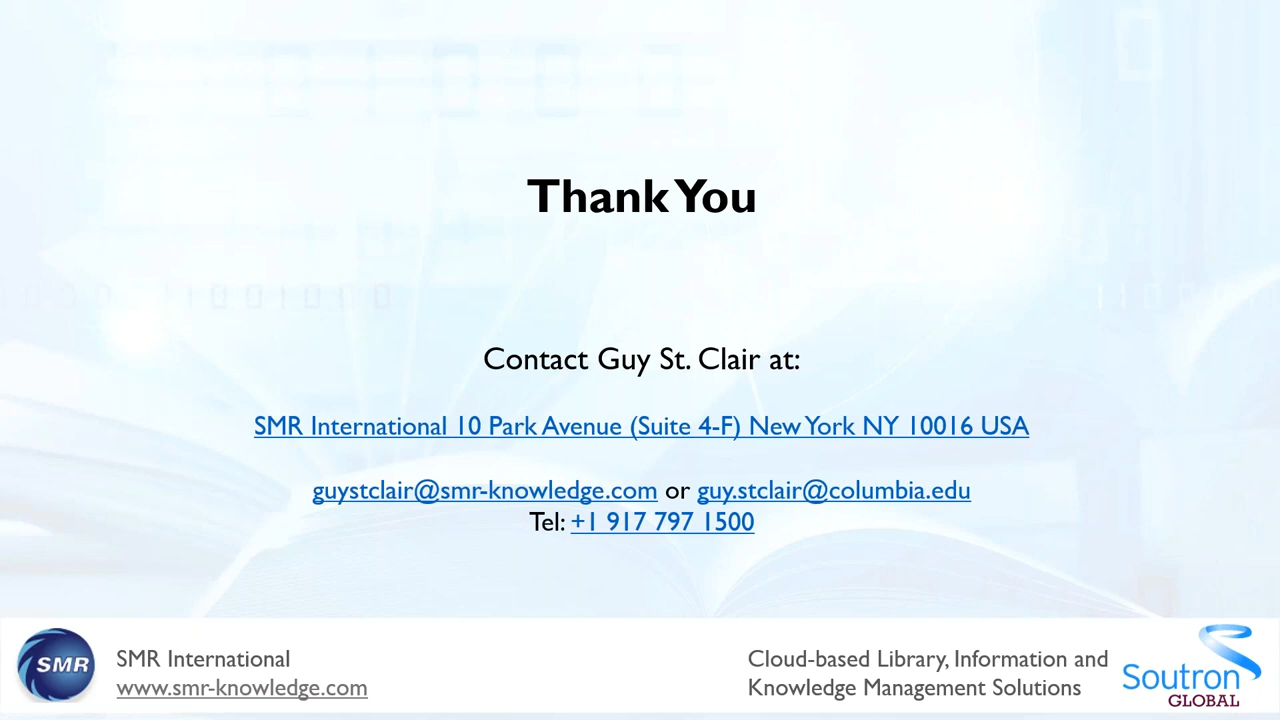 Thank You
Contact Guy St. Clair at:
SMR International 10 Park Avenue (Suite 4-F) New York NY 10016 USA
guystclair@smr-knowledge.com or guy.stclair@columbia.edu
Tel: +1 917 797 1500
SMR
SMR International
www.smr-knowledge.com
Cloud-based Library, Information and
Knowledge Management Solutions
Soutron
GLOBAL